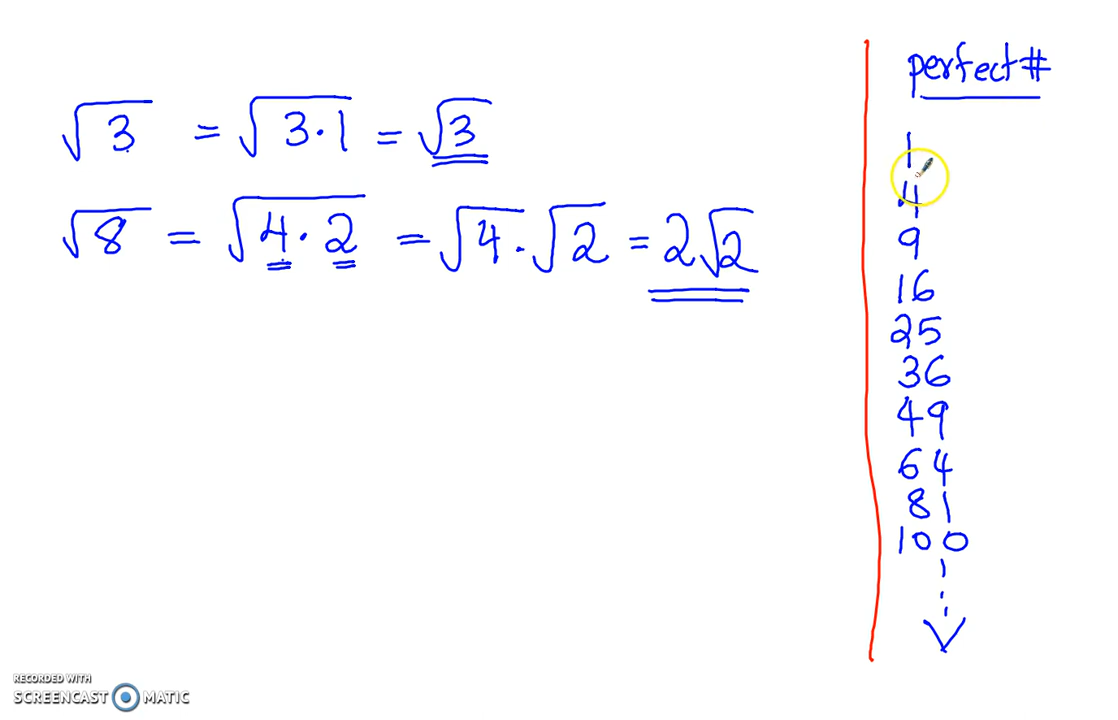 √3 = √3·1 = √3
√8 = √4·2 = √4·√2 = 2√2
perfect#
1
4
9
16
25
36
49
64
81
100
RECORDED WITH
SCREENCAST MATIC